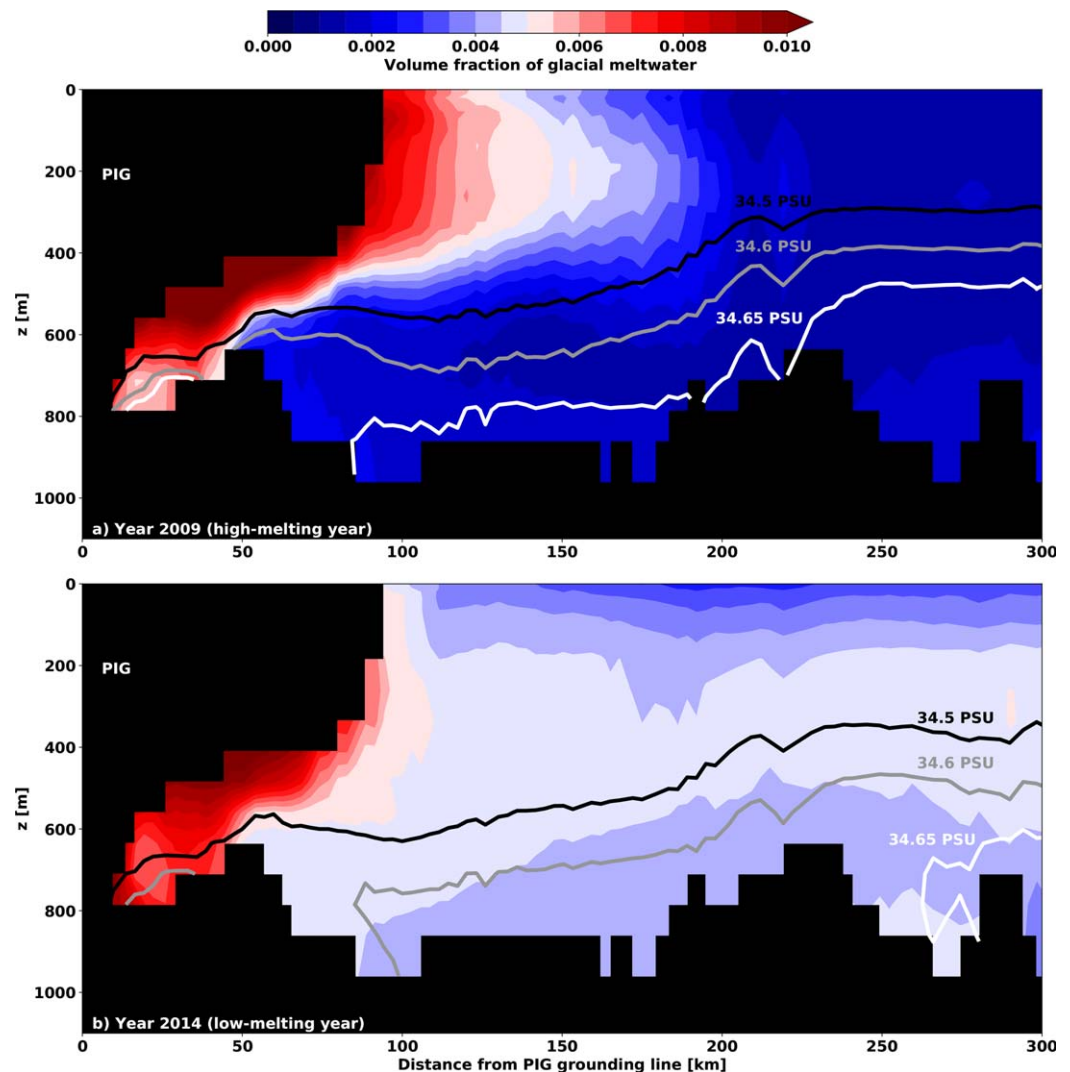 0.000 0.002 0.004 0.006 0.008 0.010
Volume fraction of glacial meltwater
0
200
400
600
800
1000
z [m]
PIG
34.5 PSU
34.6 PSU
34.65 PSU
a) Year 2009 (high-melting year)
0 50 100 150 200 250 300
0
200
400
600
800
1000
z [m]
PIG
34.5 PSU
34.6 PSU
34.65 PSU
b) Year 2014 (low-melting year)
0 50 100 150 200 250 300
Distance from PIG grounding line [km]